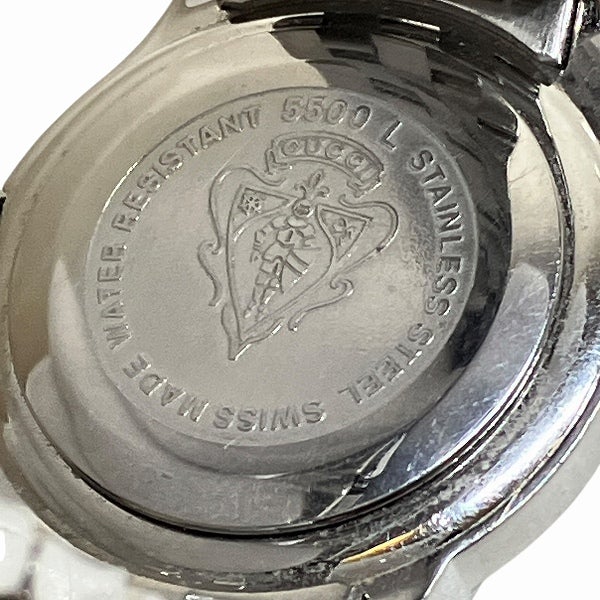 GUCCI
5500 L STAINLESS STEEL SWISS MADE WATER RESISTANT